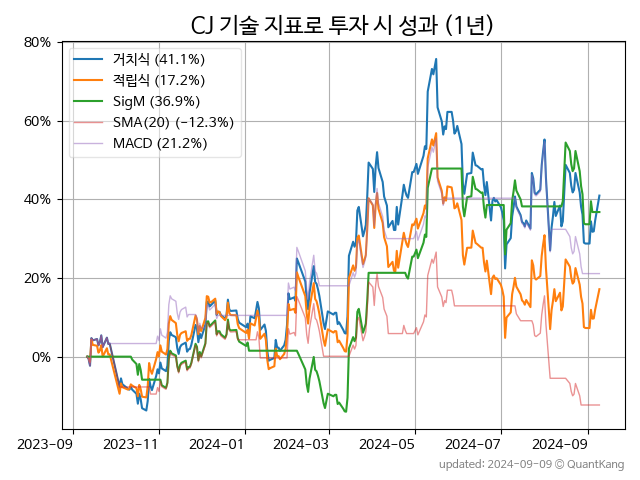 CJ 기술 지표로 투자 시 성과 (1년)
80%
60%
40%
20%
0%
거치식 (41.1%)
적립식 (17.2%)
SigM (36.9%)
SMA(20) (−12.3%)
MACD (21.2%)
2023-09
2023-11
2024-01
2024-03
2024-05
2024-07
2024-09
updated: 2024-09-09 © QuantKang